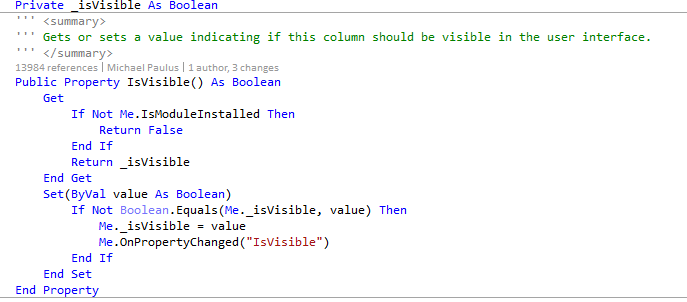 Private _isVisible As Boolean
''' <summary>
''' Gets or sets a value indicating if this column should be visible in the user interface.
''' </summary>
13984 references | Michael Paulus | 1 author, 3 changes
Public Property IsVisible() As Boolean
    Get
        If Not Me.IsModuleInstalled Then
            Return False
        End If
        Return _isVisible
    End Get
    Set(ByVal value As Boolean)
        If Not Boolean.Equals(Me._isVisible, value) Then
            Me._isVisible = value
            Me.OnPropertyChanged("IsVisible")
        End If
    End Set
End Property